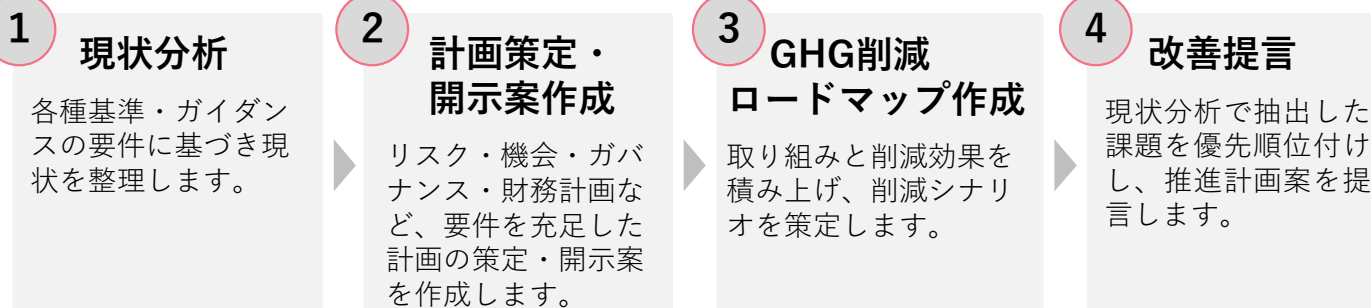 1
現状分析
各種基準・ガイダン
スの要件に基づき現
状を整理します。
2
計画策定・
開示案作成
リスク・機会・ガバ
ナンス・財務計画な
ど、要件を充足した
計画の策定・開示案
を作成します。
3
GHG削減
ロードマップ作成
取り組みと削減効果を
積み上げ、削減シナリ
オを策定します。
4
改善提言
現状分析で抽出した
課題を優先順位付け
し、推進計画案を提
言します。